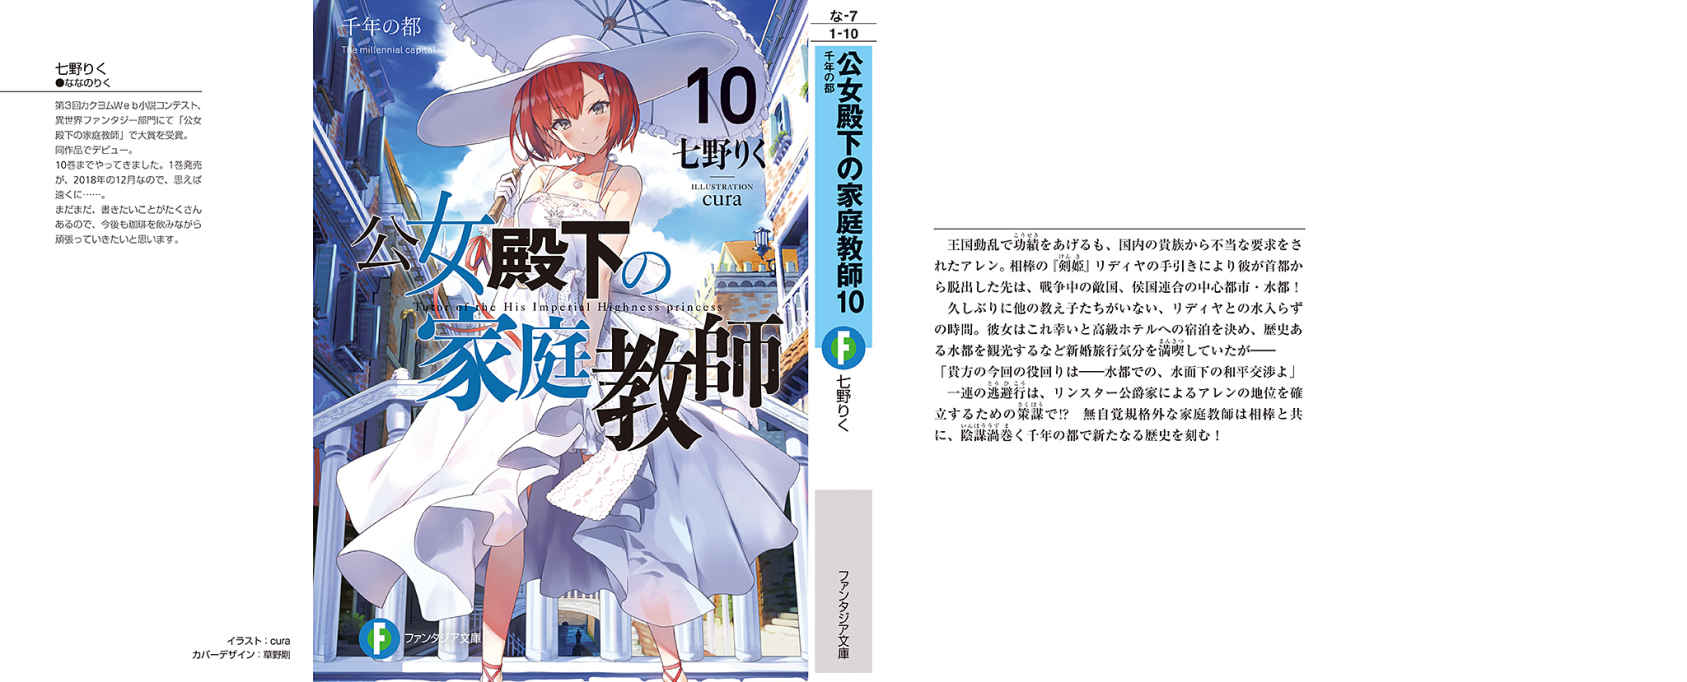 七野りく
●ななのりく
第3回カクヨムWeb小説コンテスト、
異世界ファンタジー部門にて「公女
殿下の家庭教師」で大賞を受賞。
同作品でデビュー。
10巻までやってきました。1巻発売
が、2018年の12月なので、思えば
遠くに……。
まだまだ、書きたいことがたくさん
あるので、今後も珈琲を飲みながら
頑張っていきたいと思います。
イラスト：cura
カバーデザイン：草野剛
千年の都
The millennial capital
10
七野りく
ILLUSTRATION
cura
公女殿下の
Tutor of the His Imperial Highness princess
家庭教師
F
ファンタジア文庫
な-7
1-10
公女殿下の家庭教師10
千年の都
F
七野りく
ファンタジア文庫
王国動乱で功績をあげるも、国内の貴族から不当な要求をさ
れたアレン。相棒の『剣姫』リディヤの手引きにより彼が首都か
ら脱出した先は、戦争中の敵国、侯国連合の中心都市・水都！
久しぶりに他の教え子たちがいない、リディヤとの水入らず
の時間。彼女はこれ幸いと高級ホテルへの宿泊を決め、歴史あ
る水都を観光するなど新婚旅行気分を満喫していたが――
「貴方の今回の役回りは――水都での、水面下の和平交渉よ」
一連の逃避行は、リンスター公爵家によるアレンの地位を確
立するための策謀で!?　無自覚規格外な家庭教師は相棒と共
に、陰謀渦巻く千年の都で新たなる歴史を刻む！